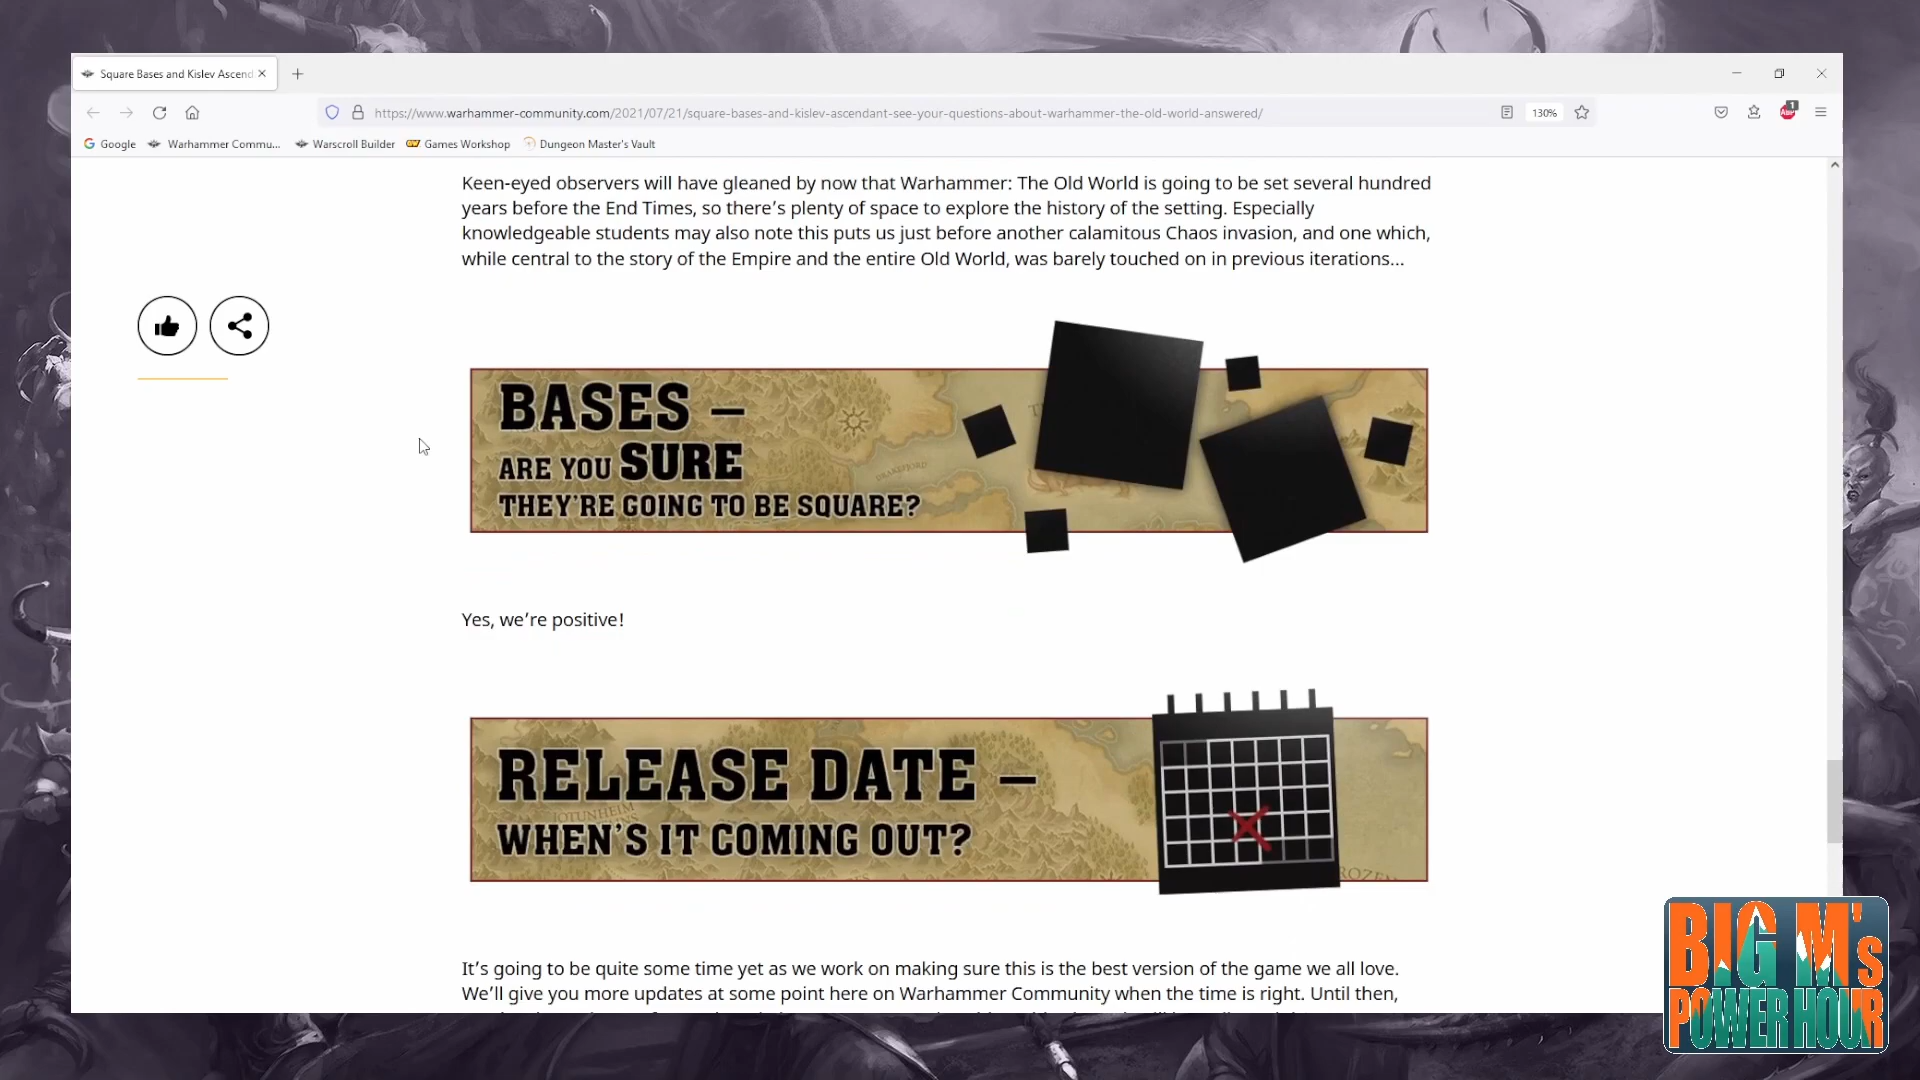 Square Bases and Kislev Ascend
https://www.warhammer-community.com/2021/07/21/square-bases-and-kislev-ascendant-see-your-questions-about-warhammer-the-old-world-answered/
130%
1
Google
Warhammer Commu...
Warscroll Builder
Games Workshop
Dungeon Master's Vault
Keen-eyed observers will have gleaned by now that Warhammer: The Old World is going to be set several hundred
years before the End Times, so there’s plenty of space to explore the history of the setting. Especially
knowledgeable students may also note this puts us just before another calamitous Chaos invasion, and one which,
while central to the story of the Empire and the entire Old World, was barely touched on in previous iterations...
BASES –
ARE YOU SURE
THEY'RE GOING TO BE SQUARE?
Yes, we’re positive!
RELEASE DATE –
WHEN'S IT COMING OUT?
JOTUNHEIM
It’s going to be quite some time yet as we work on making sure this is the best version of the game we all love.
We’ll give you more updates at some point here on Warhammer Community when the time is right. Until then,
BIG M's
POWER HOUR